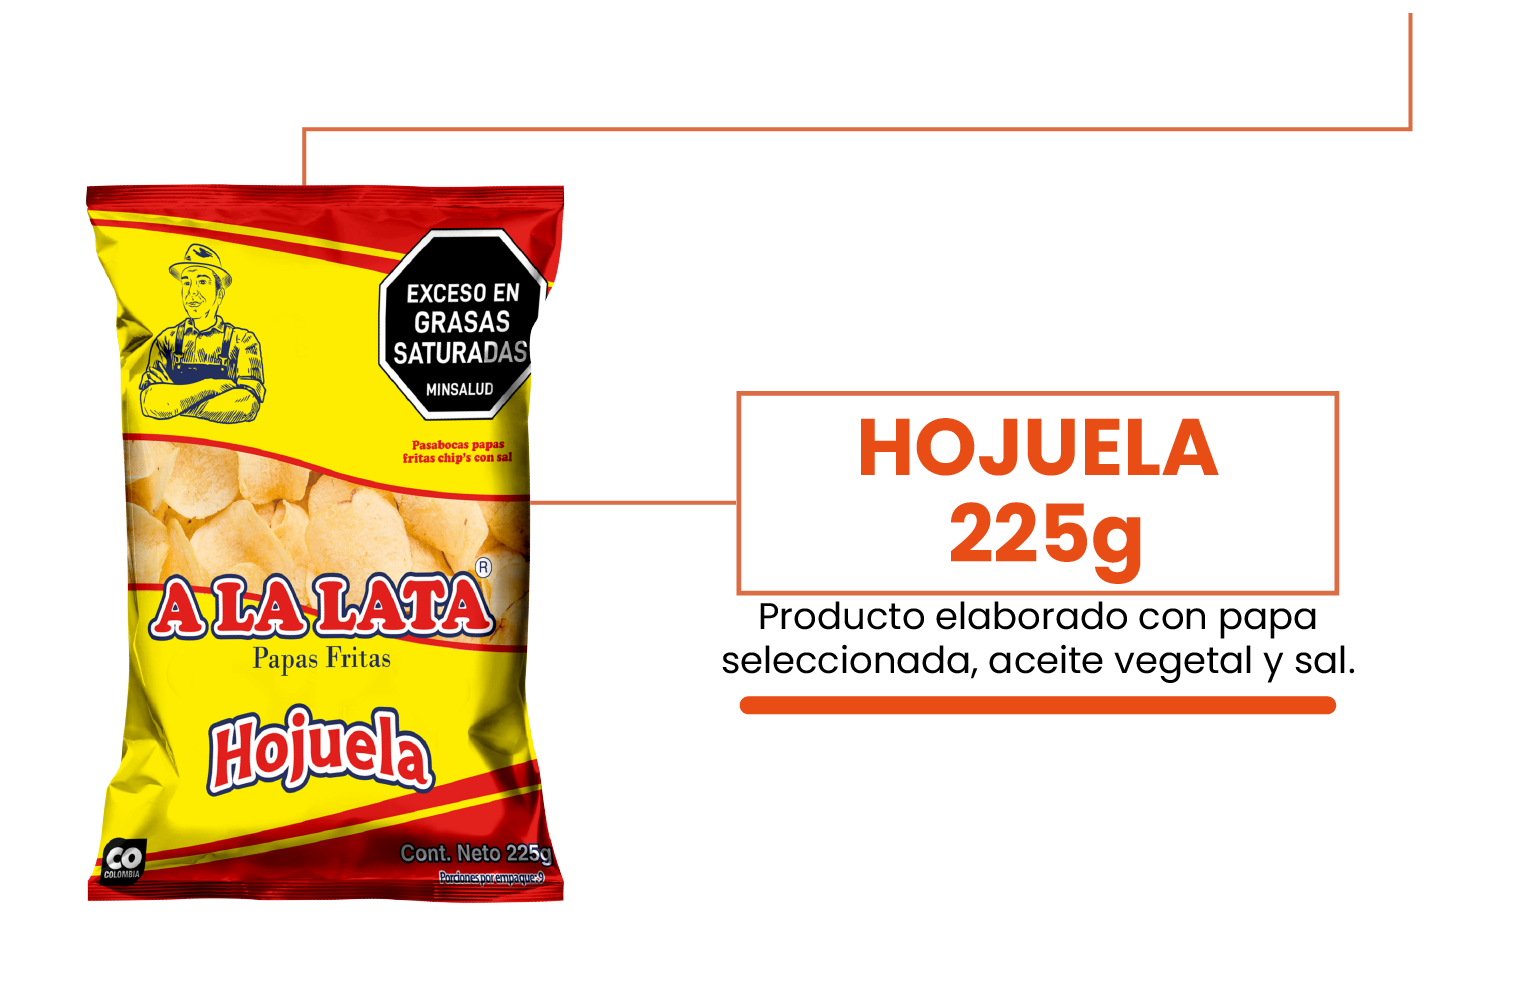 EXCESO EN
GRASAS
SATURADAS
MINSALUD
Pasabocas papas
fritas chip's con sal
A LA LATA ®
Papas Fritas
Hojuela
CO
COLOMBIA
Cont. Neto 225g
Porciones por empaque:9
HOJUELA
225g
Producto elaborado con papa
seleccionada, aceite vegetal y sal.